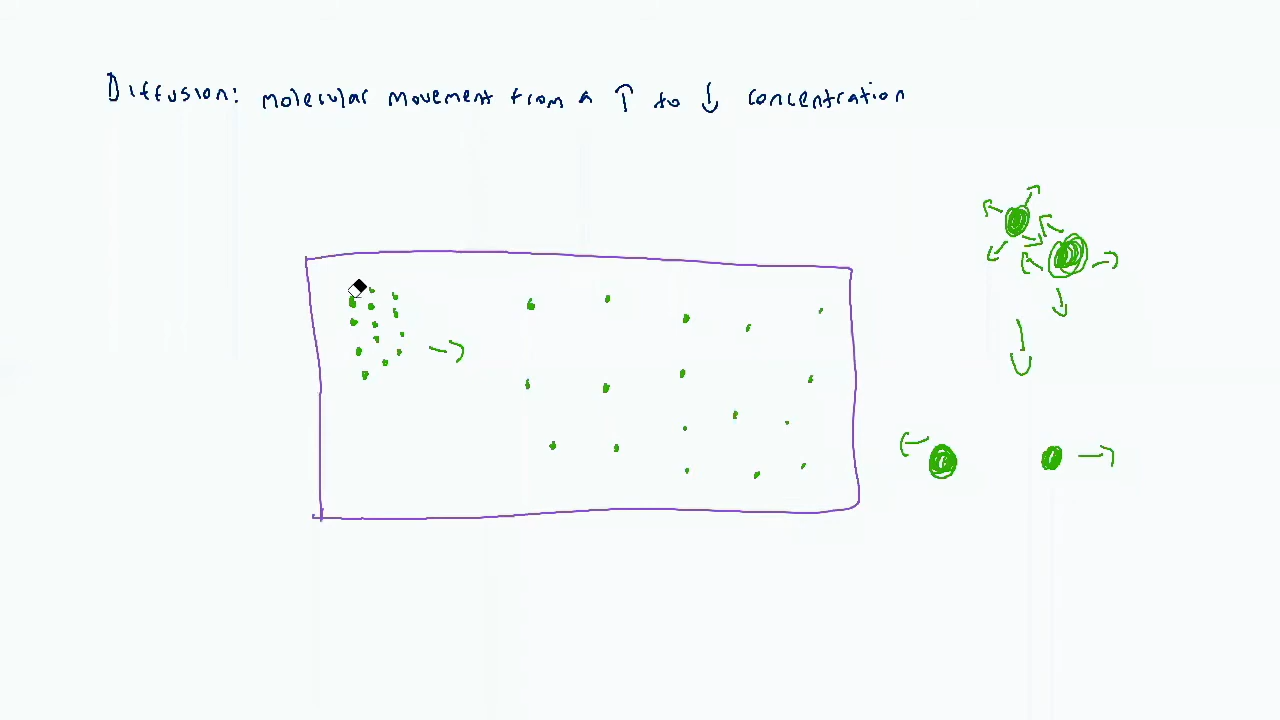 Diffusion: molecular movement from a ↑ to ↓ concentration